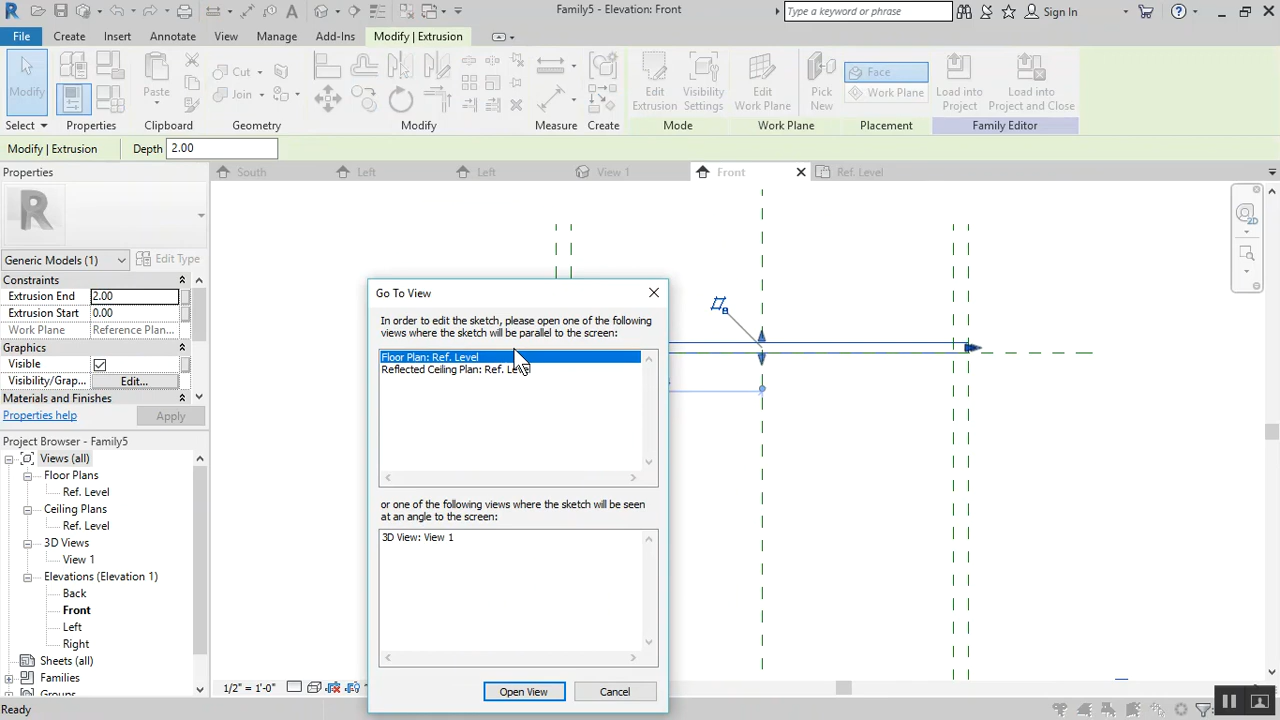 Family5 - Elevation: Front
Type a keyword or phrase
Sign In
File
Create
Insert
Annotate
View
Manage
Add-Ins
Modify | Extrusion
Modify
Paste
Cut
Join
Edit
Extrusion
Visibility
Settings
Edit
Work Plane
Pick
New
Face
Work Plane
Load into
Project
Load into
Project and Close
Select
Properties
Clipboard
Geometry
Modify
Measure
Create
Mode
Work Plane
Placement
Family Editor
Modify | Extrusion
Depth
2.00
Properties
South
Left
Left
View 1
Front
Ref. Level
R
2D
Generic Models (1)
Edit Type
Constraints
Extrusion End
2.00
Extrusion Start
0.00
Work Plane
Reference Plan...
Graphics
Visible
Visibility/Grap...
Edit...
Materials and Finishes
Properties help
Apply
Project Browser - Family5
Views (all)
Floor Plans
Ref. Level
Ceiling Plans
Ref. Level
3D Views
View 1
Elevations (Elevation 1)
Back
Front
Left
Right
Sheets (all)
Families
Groups
Go To View
In order to edit the sketch, please open one of the following
views where the sketch will be parallel to the screen:
Floor Plan: Ref. Level
Reflected Ceiling Plan: Ref. Level
or one of the following views where the sketch will be seen
at an angle to the screen:
3D View: View 1
Open View
Cancel
1/2" = 1'-0"
Ready